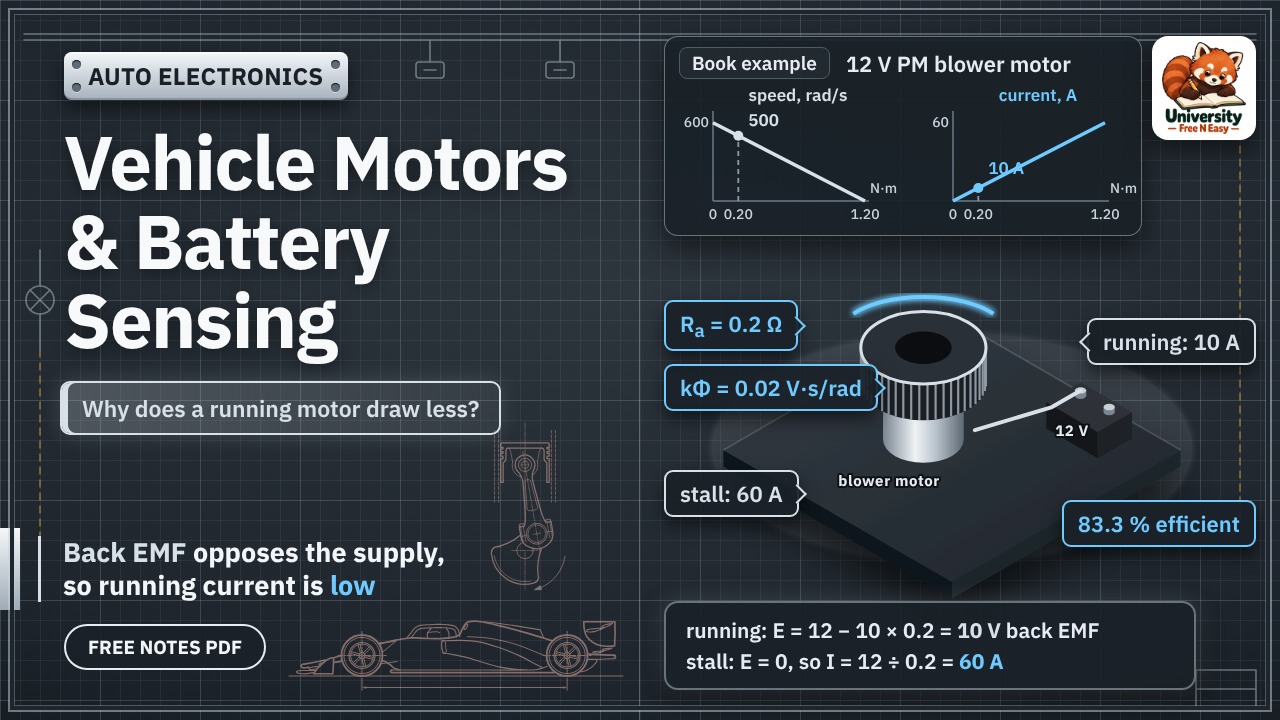 AUTO ELECTRONICS
Vehicle Motors
& Battery
Sensing
Why does a running motor draw less?
Back EMF opposes the supply,
so running current is low
FREE NOTES PDF
Book example
12 V PM blower motor
speed, rad/s
500
600
N·m
0 0.20 1.20
current, A
60
10 A
N·m
0 0.20 1.20
University
Free N Easy
Ra = 0.2 Ω
kΦ = 0.02 V·s/rad
stall: 60 A
running: 10 A
12 V
blower motor
83.3 % efficient
running: E = 12 − 10 × 0.2 = 10 V back EMF
stall: E = 0, so I = 12 ÷ 0.2 = 60 A